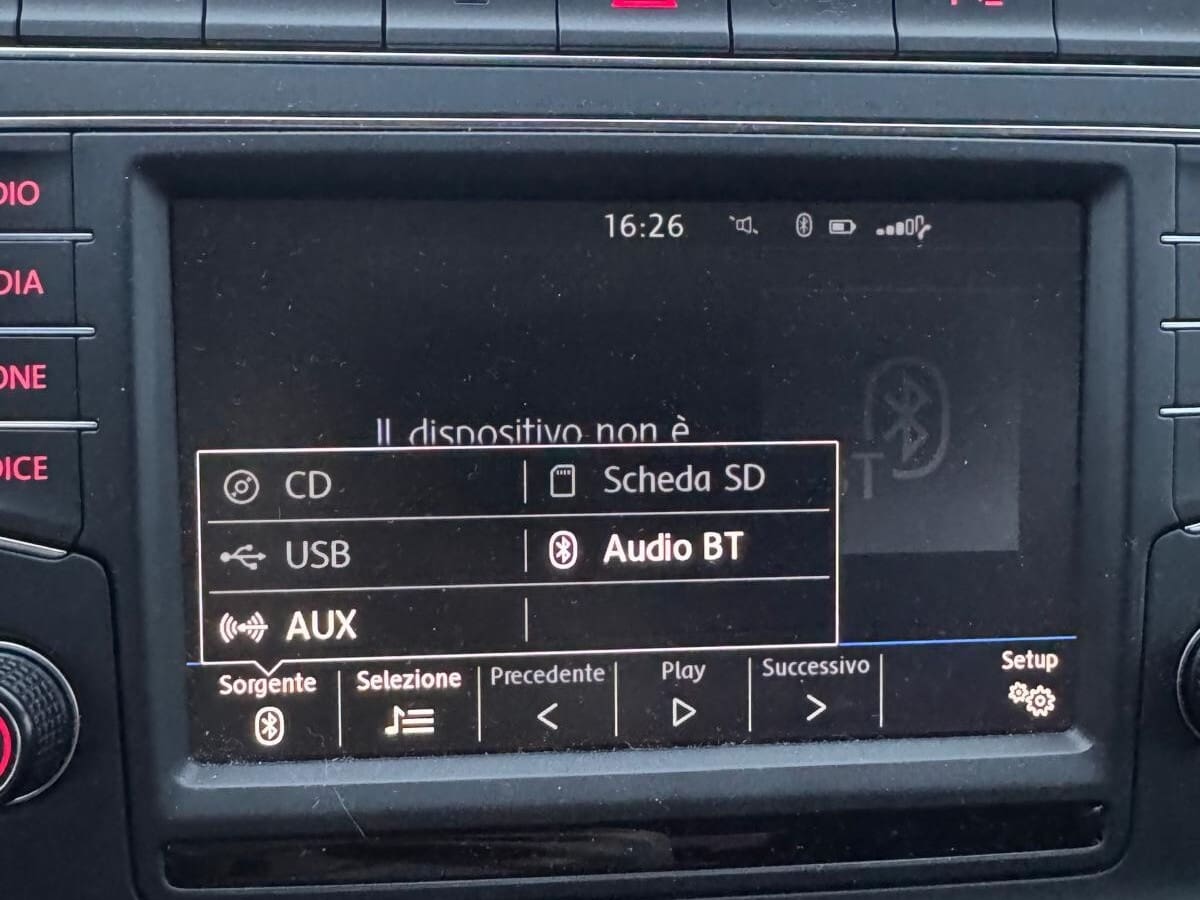 DIO
DIA
ONE
OICE
16:26
Il dispositivo non è
CD
Scheda SD
USB
Audio BT
AUX
Sorgente
Selezione
Precedente
Play
Successivo
Setup